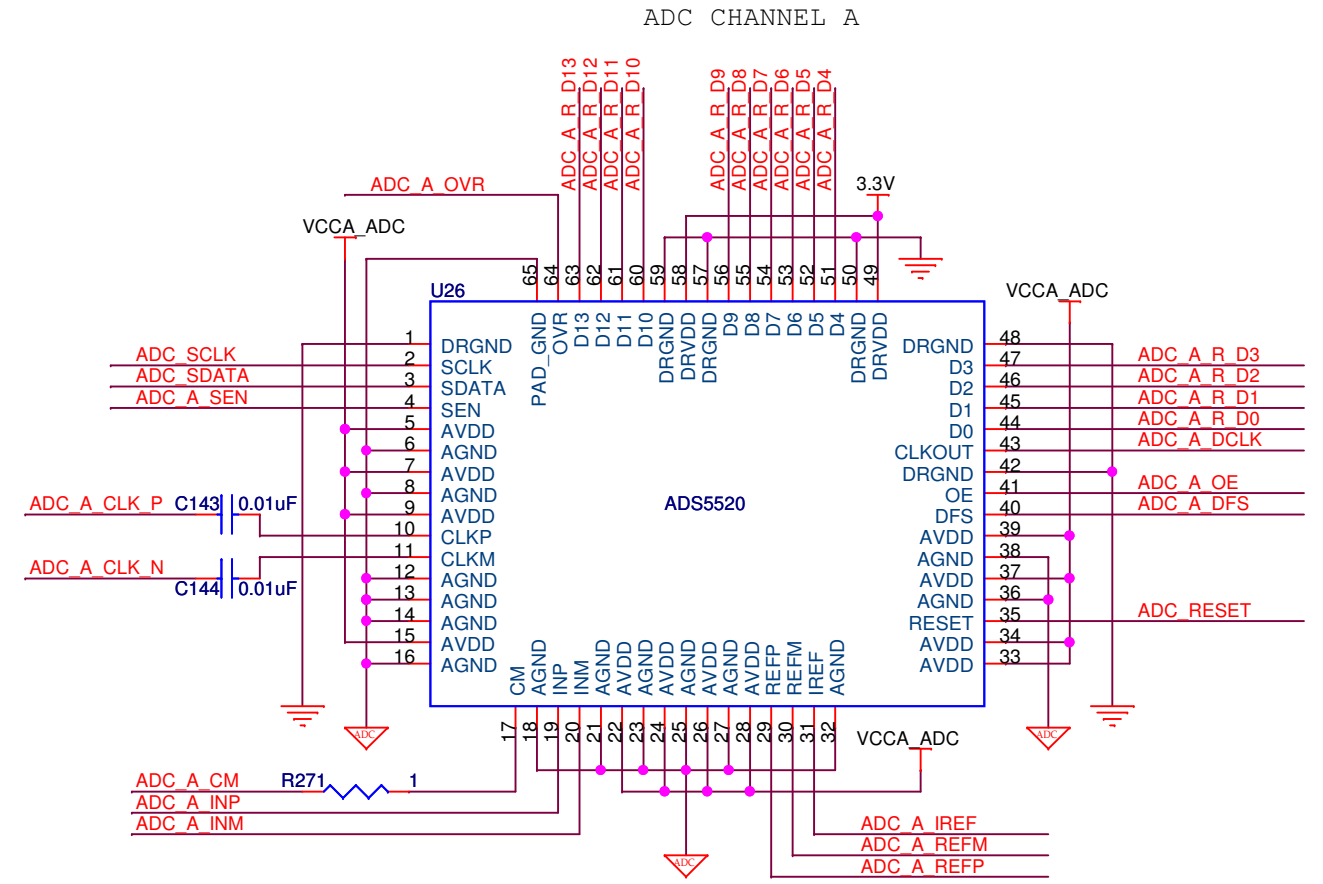 ADC CHANNEL A
ADC_A_R_D13
ADC_A_R_D12
ADC_A_R_D11
ADC_A_R_D10
ADC_A_R_D9
ADC_A_R_D8
ADC_A_R_D7
ADC_A_R_D6
ADC_A_R_D5
ADC_A_R_D4
ADC_A_OVR
3.3V
VCCA_ADC
VCCA_ADC
U26
65 64 63 62 61 60 59 58 57 56 55 54 53 52 51 50 49
PAD_GND OVR D13 D12 D11 D10 DRGND DRVDD DRGND D9 D8 D7 D6 D5 D4 DRGND DRVDD
1 DRGND
ADC_SCLK 2 SCLK
ADC_SDATA 3 SDATA
ADC_A_SEN 4 SEN
5 AVDD
6 AGND
7 AVDD
8 AGND
9 AVDD
ADC_A_CLK_P C143 0.01uF 10 CLKP
ADC_A_CLK_N C144 0.01uF 11 CLKM
12 AGND
13 AGND
14 AGND
15 AVDD
16 AGND
ADS5520
DRGND 48
D3 47 ADC_A_R_D3
D2 46 ADC_A_R_D2
D1 45 ADC_A_R_D1
D0 44 ADC_A_R_D0
CLKOUT 43 ADC_A_DCLK
DRGND 42
OE 41 ADC_A_OE
DFS 40 ADC_A_DFS
AVDD 39
AGND 38
AVDD 37
AGND 36
RESET 35 ADC_RESET
AVDD 34
AVDD 33
CM AGND INP INM AGND AVDD AGND AVDD AGND AVDD AGND AVDD REFP REFM IREF AGND
17 18 19 20 21 22 23 24 25 26 27 28 29 30 31 32
ADC
ADC
VCCA_ADC
ADC_A_CM R271 1
ADC_A_INP
ADC_A_INM
ADC_A_IREF
ADC_A_REFM
ADC_A_REFP
ADC